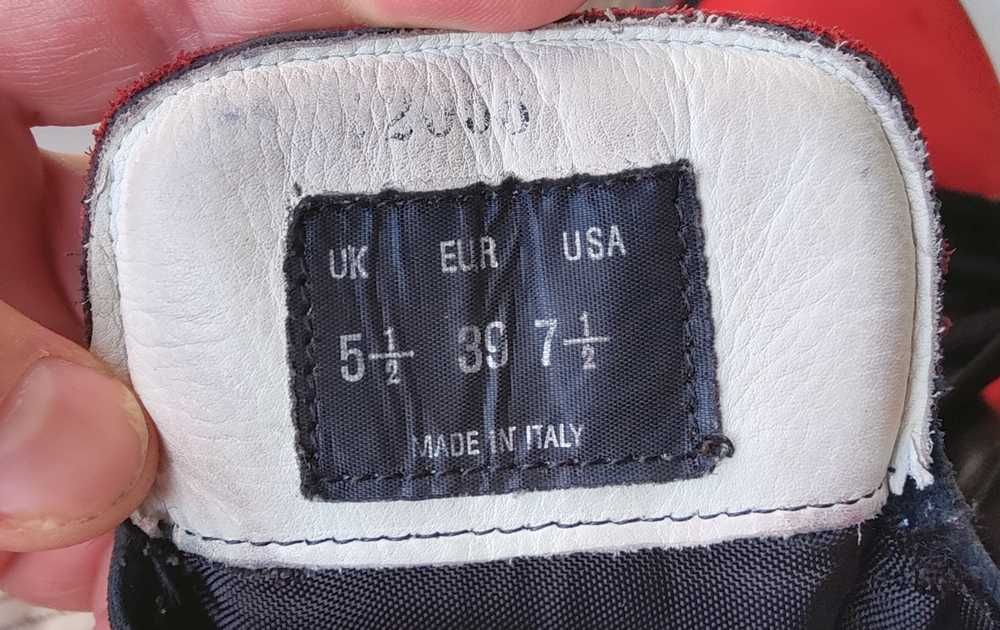 UK EUR USA
5 1/2 39 7 1/2
MADE IN ITALY